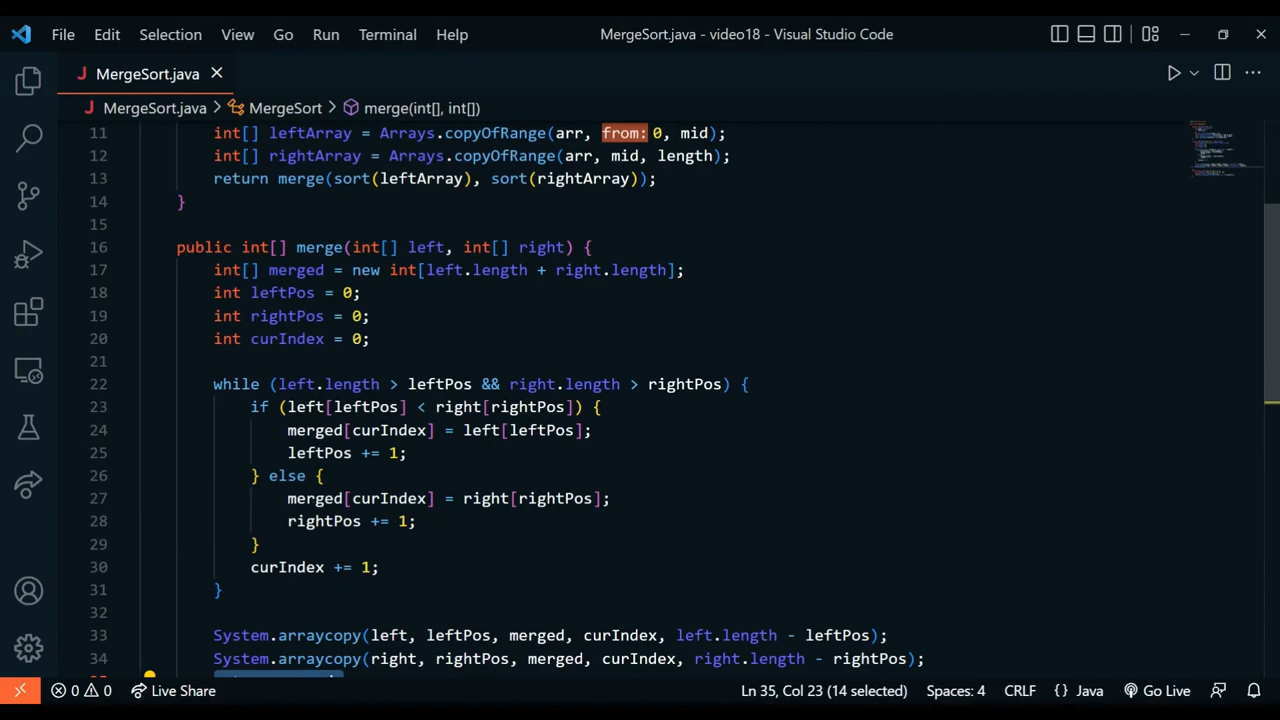 File Edit Selection View Go Run Terminal Help MergeSort.java - video18 - Visual Studio Code
J MergeSort.java
J MergeSort.java > MergeSort > merge(int[], int[])
11 int[] leftArray = Arrays.copyOfRange(arr, from: 0, mid);
12 int[] rightArray = Arrays.copyOfRange(arr, mid, length);
13 return merge(sort(leftArray), sort(rightArray));
14 }
15
16 public int[] merge(int[] left, int[] right) {
17 int[] merged = new int[left.length + right.length];
18 int leftPos = 0;
19 int rightPos = 0;
20 int curIndex = 0;
21
22 while (left.length > leftPos && right.length > rightPos) {
23 if (left[leftPos] < right[rightPos]) {
24 merged[curIndex] = left[leftPos];
25 leftPos += 1;
26 } else {
27 merged[curIndex] = right[rightPos];
28 rightPos += 1;
29 }
30 curIndex += 1;
31 }
32
33 System.arraycopy(left, leftPos, merged, curIndex, left.length - leftPos);
34 System.arraycopy(right, rightPos, merged, curIndex, right.length - rightPos);
0 0 Live Share Ln 35, Col 23 (14 selected) Spaces: 4 CRLF {} Java Go Live